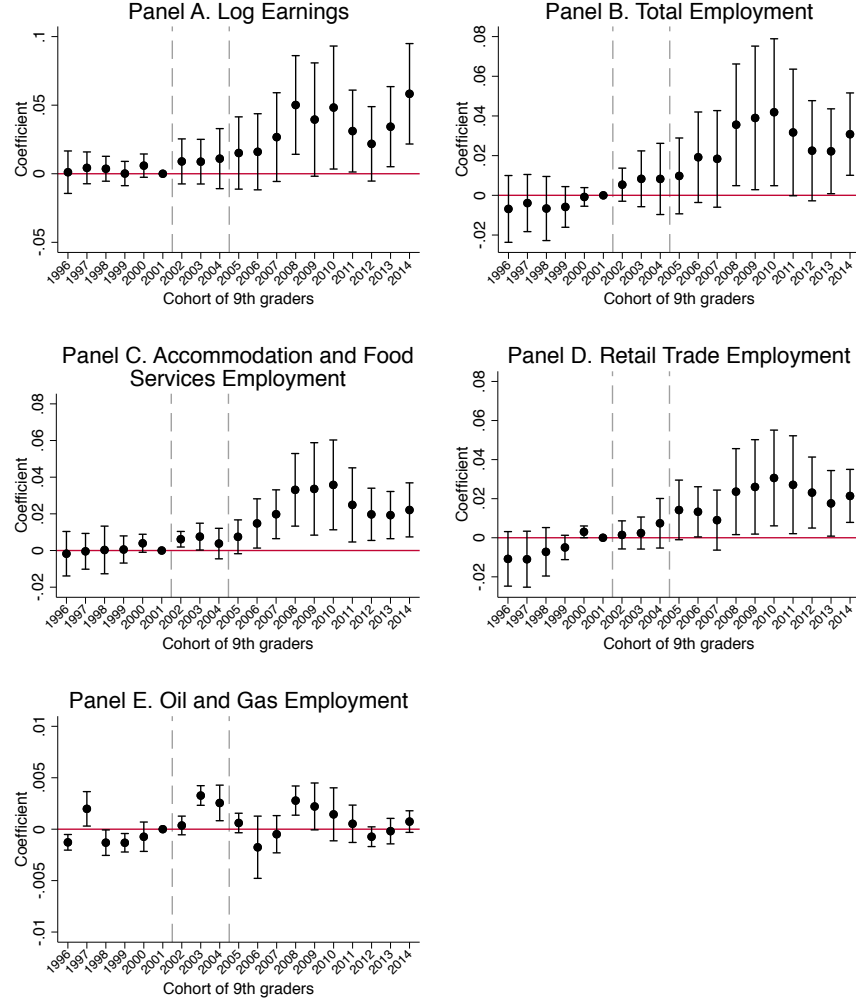 Panel A. Log Earnings
Coefficient
.1
.05
0
-.05
1996 1997 1998 1999 2000 2001 2002 2003 2004 2005 2006 2007 2008 2009 2010 2011 2012 2013 2014
Cohort of 9th graders
Panel B. Total Employment
Coefficient
.08
.06
.04
.02
0
-.02
1996 1997 1998 1999 2000 2001 2002 2003 2004 2005 2006 2007 2008 2009 2010 2011 2012 2013 2014
Cohort of 9th graders
Panel C. Accommodation and Food
Services Employment
Coefficient
.08
.06
.04
.02
0
-.02
1996 1997 1998 1999 2000 2001 2002 2003 2004 2005 2006 2007 2008 2009 2010 2011 2012 2013 2014
Cohort of 9th graders
Panel D. Retail Trade Employment
Coefficient
.08
.06
.04
.02
0
-.02
1996 1997 1998 1999 2000 2001 2002 2003 2004 2005 2006 2007 2008 2009 2010 2011 2012 2013 2014
Cohort of 9th graders
Panel E. Oil and Gas Employment
Coefficient
.01
.005
0
-.005
-.01
1996 1997 1998 1999 2000 2001 2002 2003 2004 2005 2006 2007 2008 2009 2010 2011 2012 2013 2014
Cohort of 9th graders